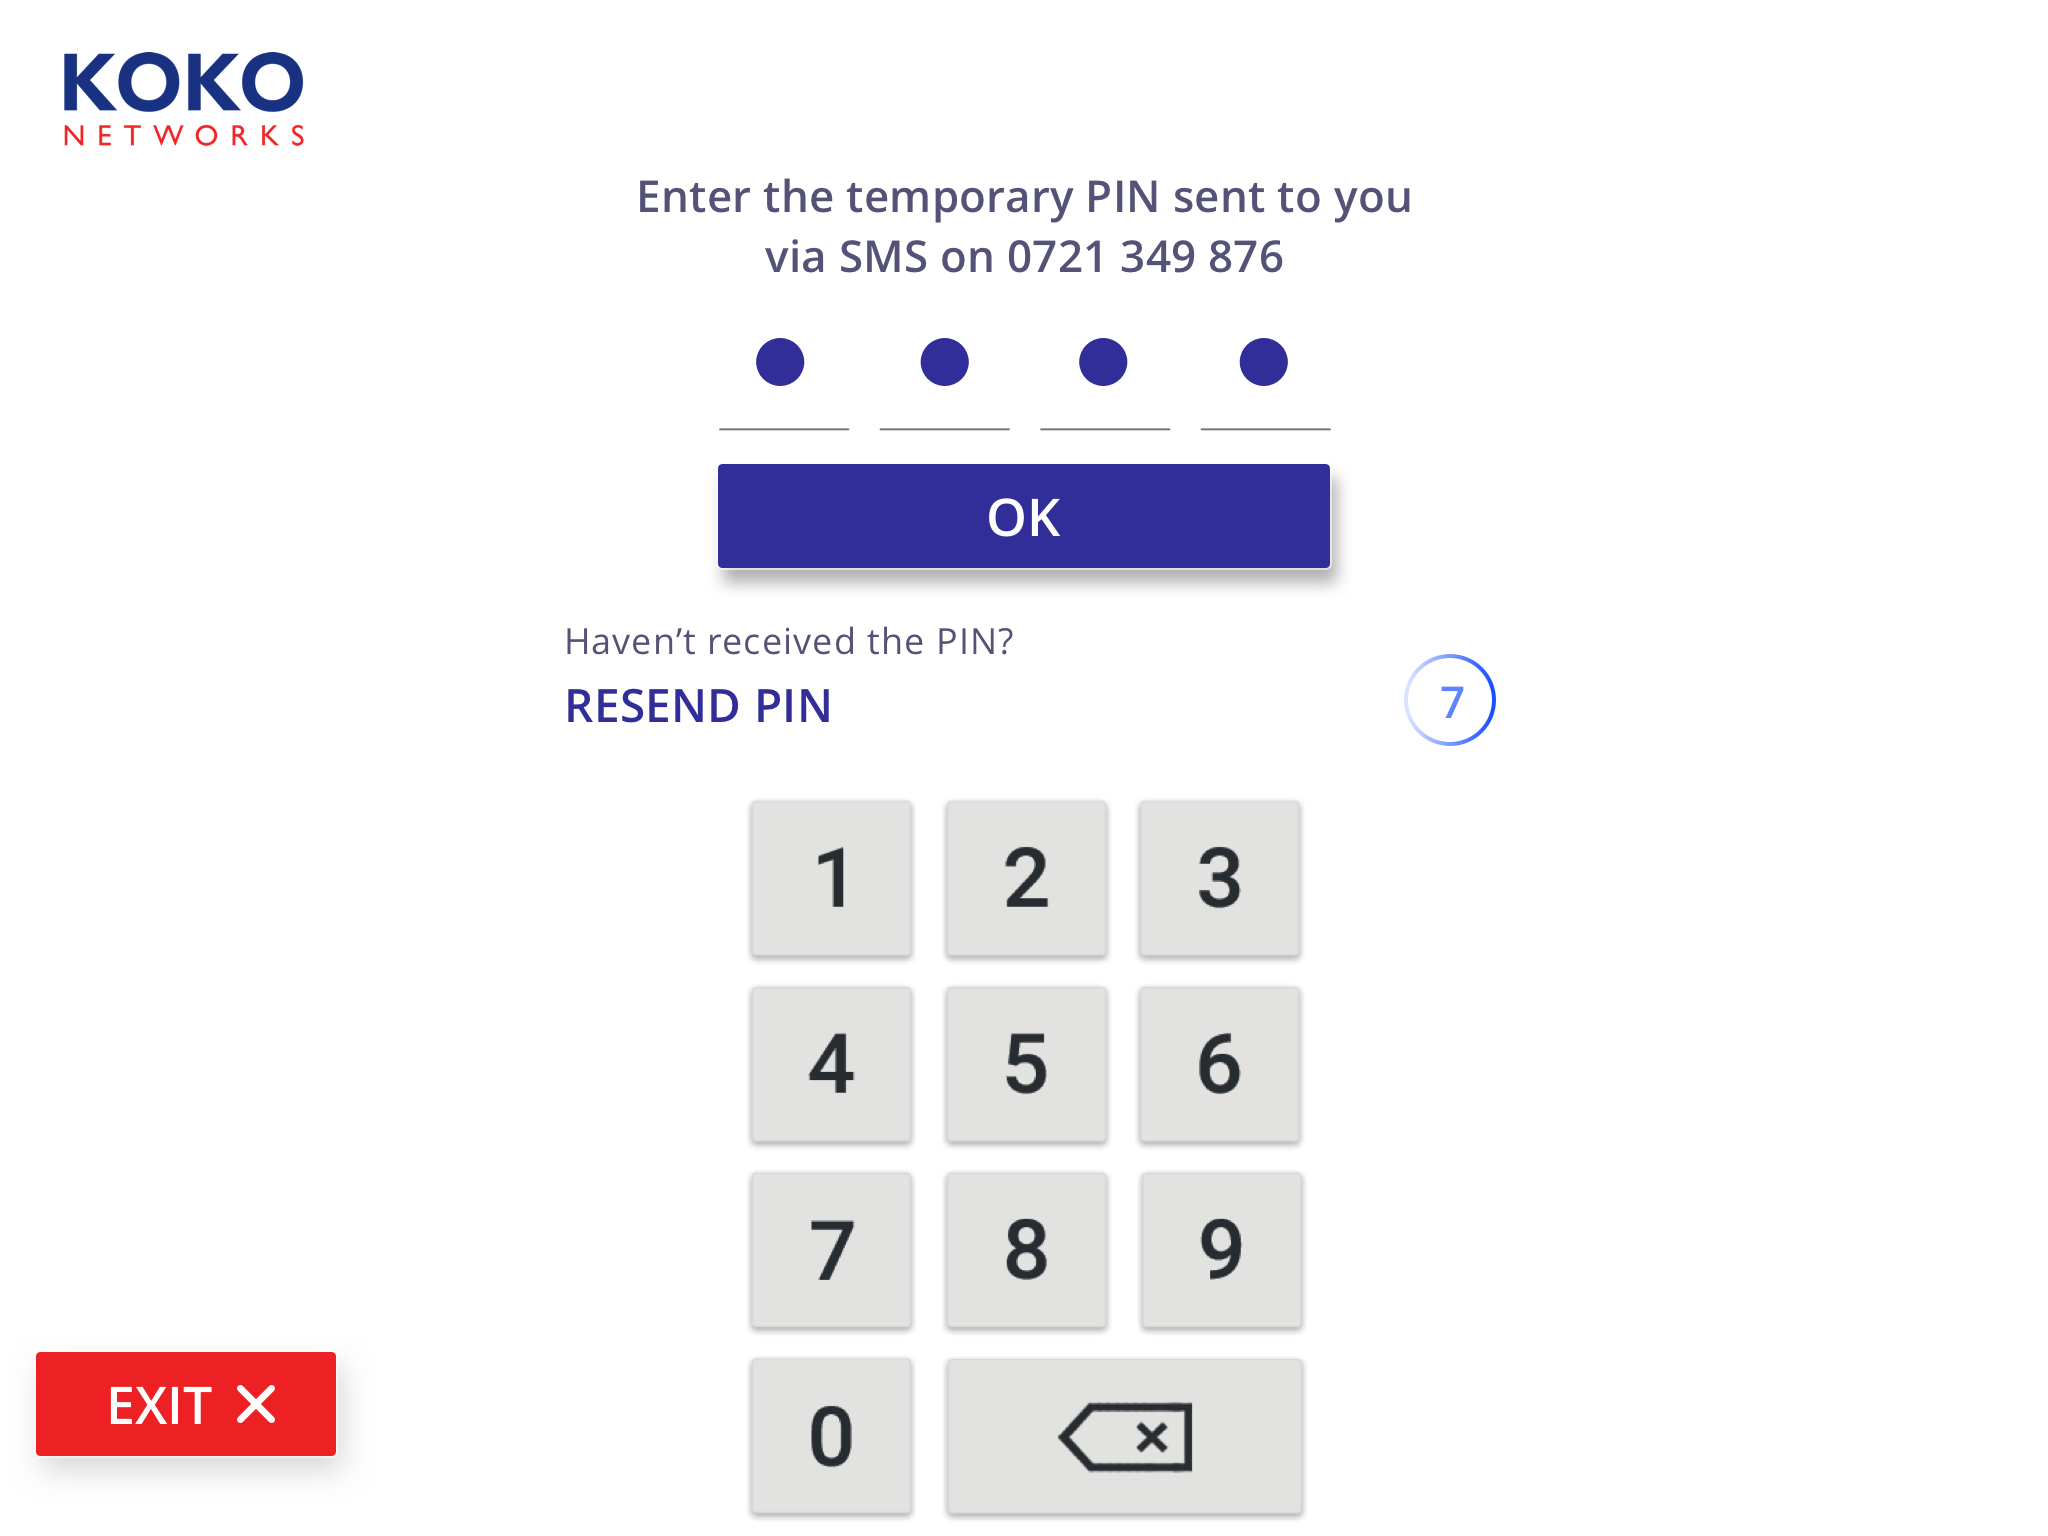 KOKO
NETWORKS
Enter the temporary PIN sent to you
via SMS on 0721 349 876
OK
Haven’t received the PIN?
RESEND PIN
7
1 2 3
4 5 6
7 8 9
0
EXIT